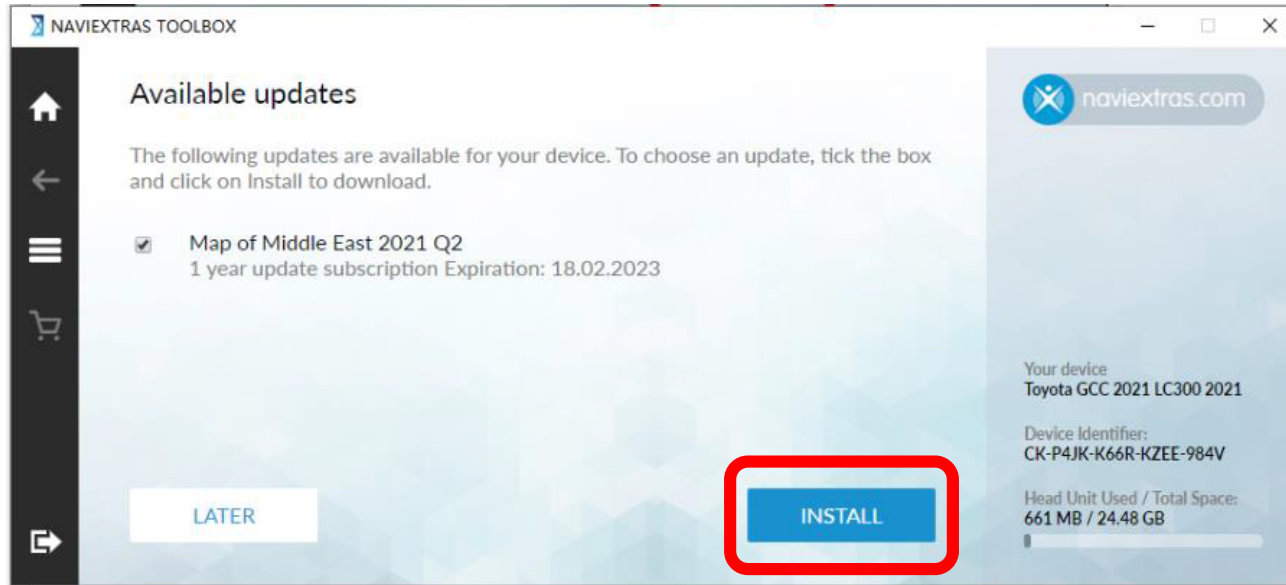 NAVIEXTRAS TOOLBOX
Available updates
naviextras.com
The following updates are available for your device. To choose an update, tick the box
and click on Install to download.
Map of Middle East 2021 Q2
1 year update subscription Expiration: 18.02.2023
Your device
Toyota GCC 2021 LC300 2021
Device Identifier:
CK-P4JK-K66R-KZEE-984V
Head Unit Used / Total Space:
661 MB / 24.48 GB
LATER
INSTALL